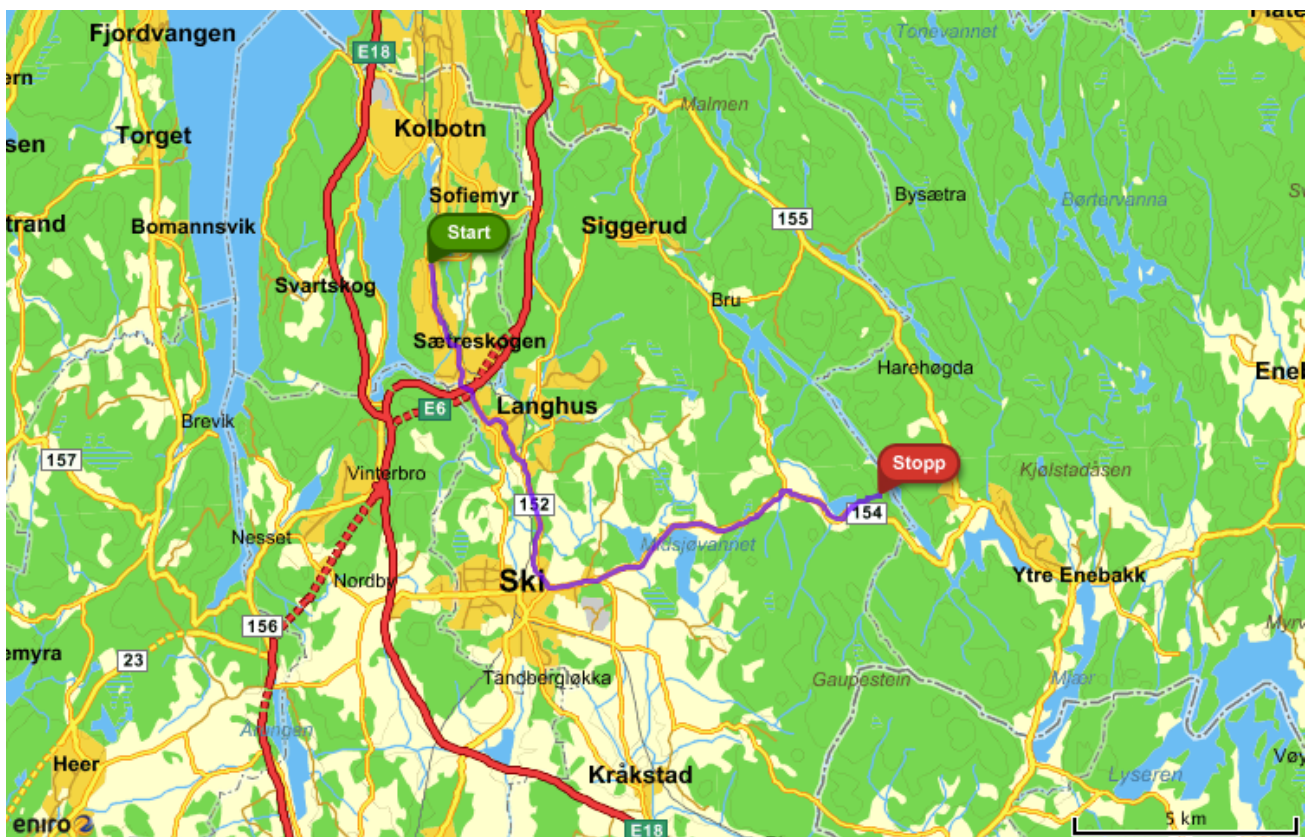 Fjordvangen
E18
Tonevannet
Malmen
Kolbotn
Torget
Sofiemyr
Bysætra
Børtervanna
trand
Bomannsvik
Start
Siggerud
155
Svartskog
Bru
Sætreskogen
Harehøgda
Eneb
E6
Langhus
Brevik
157
Vinterbro
Stopp
Kjølstadåsen
152
154
Nesset
Midsjøvannet
Ski
Nordby
Ytre Enebakk
156
emyra
23
Tandbergløkka
Gaupestein
Mjær
Årungen
Heer
Kråkstad
Lyseren
Vøy
5 km
eniro
E18